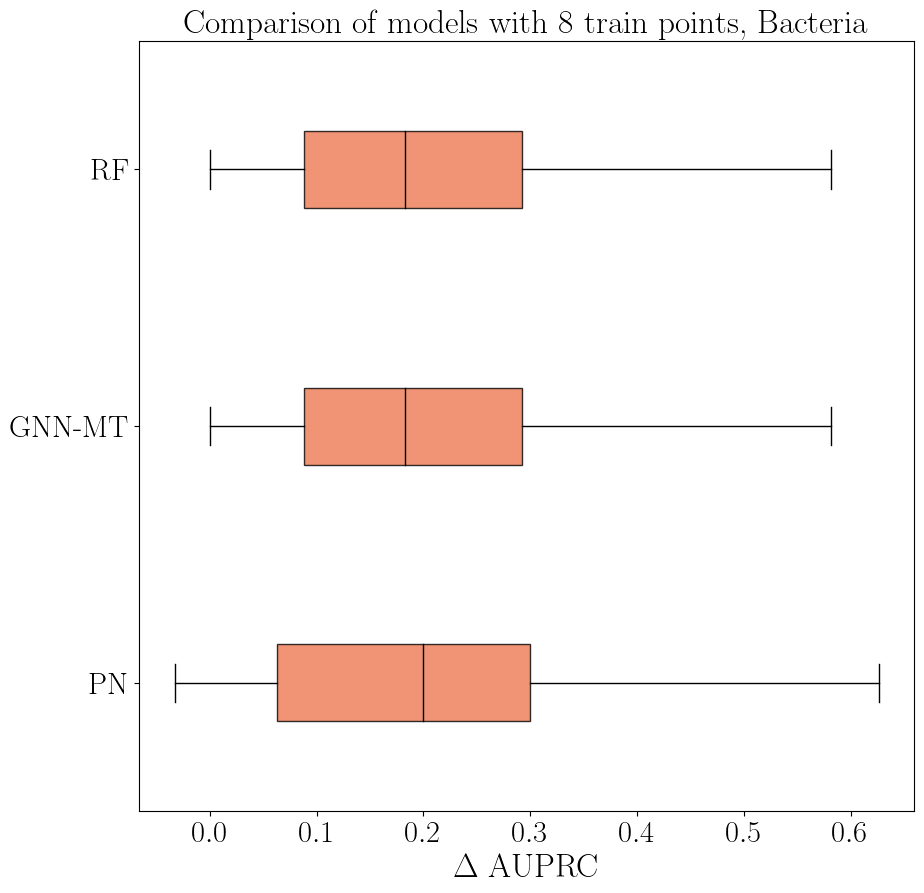 Comparison of models with 8 train points, Bacteria
RF
GNN-MT
PN
0.0 0.1 0.2 0.3 0.4 0.5 0.6
Δ AUPRC